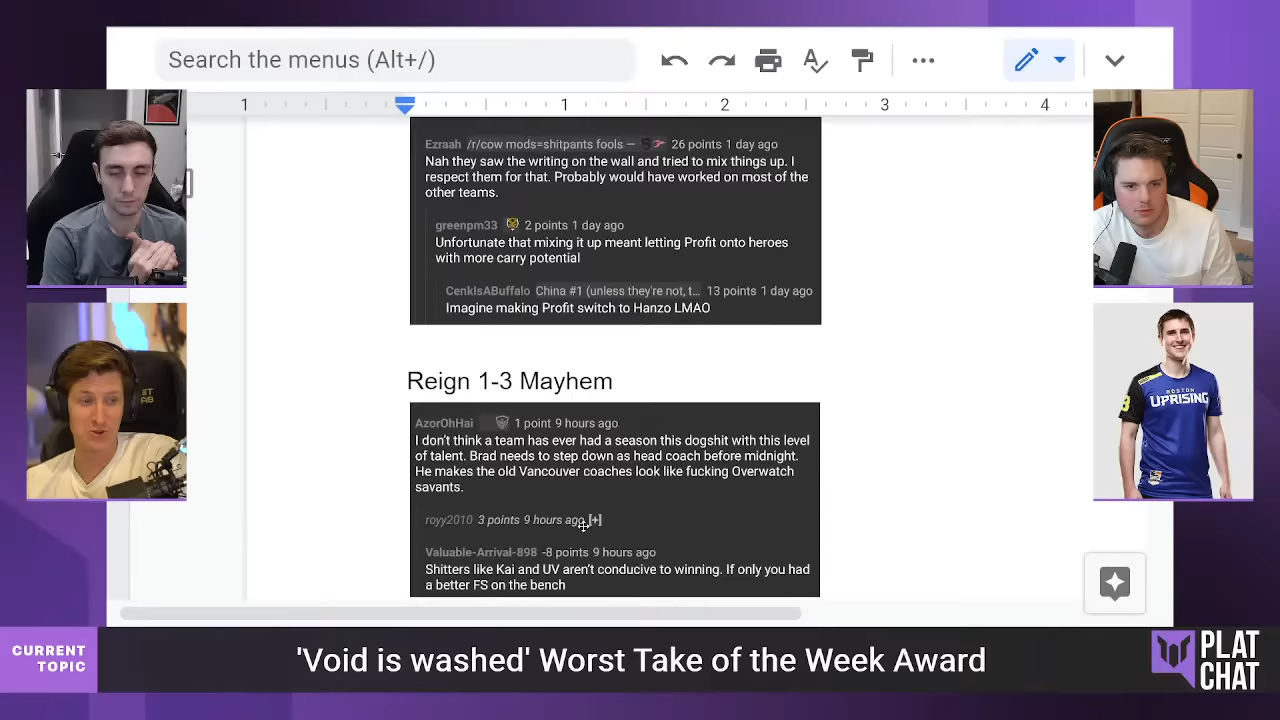 Search the menus (Alt+/)
1 1 2 3 4
Ezraah /r/cow mods=shitpants fools — 26 points 1 day ago
Nah they saw the writing on the wall and tried to mix things up. I
respect them for that. Probably would have worked on most of the
other teams.
greenpm33 2 points 1 day ago
Unfortunate that mixing it up meant letting Profit onto heroes
with more carry potential
CenkIsABuffalo China #1 (unless they're not, t... 13 points 1 day ago
Imagine making Profit switch to Hanzo LMAO
Reign 1-3 Mayhem
AzorOhHai 1 point 9 hours ago
I don't think a team has ever had a season this dogshit with this level
of talent. Brad needs to step down as head coach before midnight.
He makes the old Vancouver coaches look like fucking Overwatch
savants.
royy2010 3 points 9 hours ago [+]
Valuable-Arrival-898 -8 points 9 hours ago
Shitters like Kai and UV aren't conducive to winning. If only you had
a better FS on the bench
BOSTON
UPRISING
CURRENT
TOPIC
'Void is washed' Worst Take of the Week Award
PLAT
CHAT